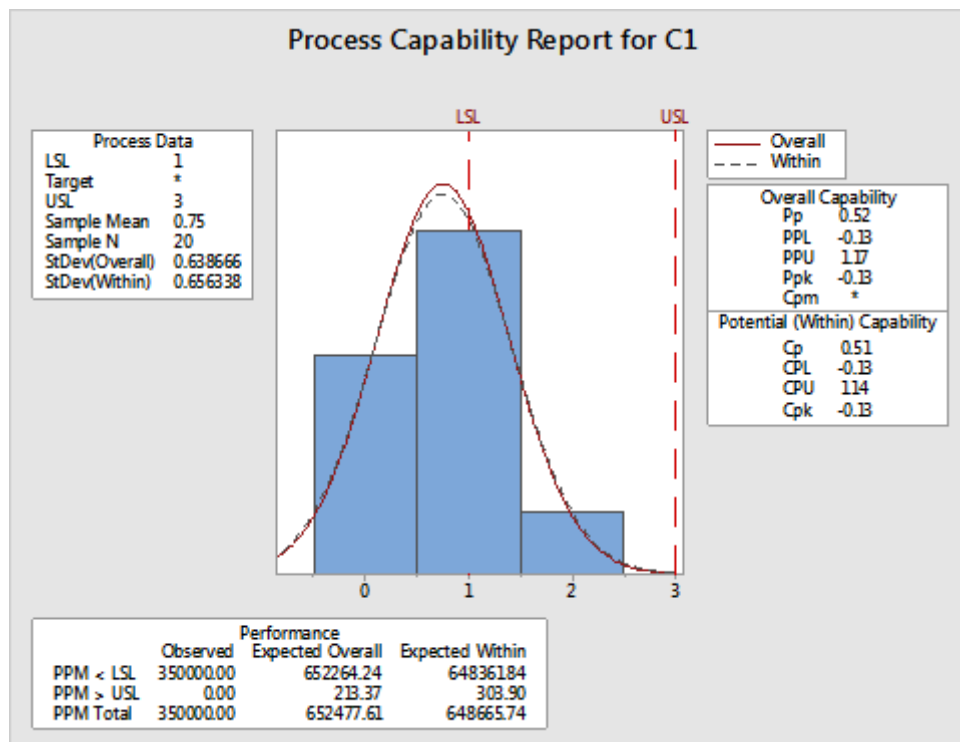 Process Capability Report for C1
LSL USL
Process Data
LSL 1
Target *
USL 3
Sample Mean 0.75
Sample N 20
StDev(Overall) 0.638666
StDev(Within) 0.656338
Overall
Within
Overall Capability
Pp 0.52
PPL -0.13
PPU 1.17
Ppk -0.13
Cpm *
Potential (Within) Capability
Cp 0.51
CPL -0.13
CPU 1.14
Cpk -0.13
0 1 2 3
Performance
Observed Expected Overall Expected Within
PPM < LSL 350000.00 652264.24 648361.84
PPM > USL 0.00 213.37 303.90
PPM Total 350000.00 652477.61 648665.74